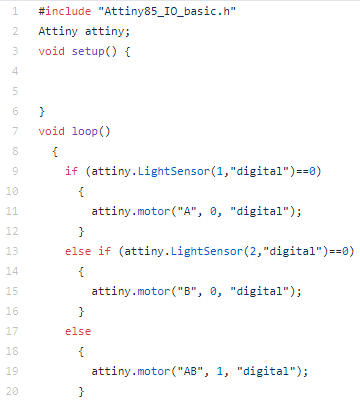 1 #include "Attiny85_IO_basic.h"
2 Attiny attiny;
3 void setup() {
4
5
6 }
7 void loop()
8 {
9 if (attiny.LightSensor(1,"digital")==0)
10 {
11 attiny.motor("A", 0, "digital");
12 }
13 else if (attiny.LightSensor(2,"digital")==0)
14 {
15 attiny.motor("B", 0, "digital");
16 }
17 else
18 {
19 attiny.motor("AB", 1, "digital");
20 }